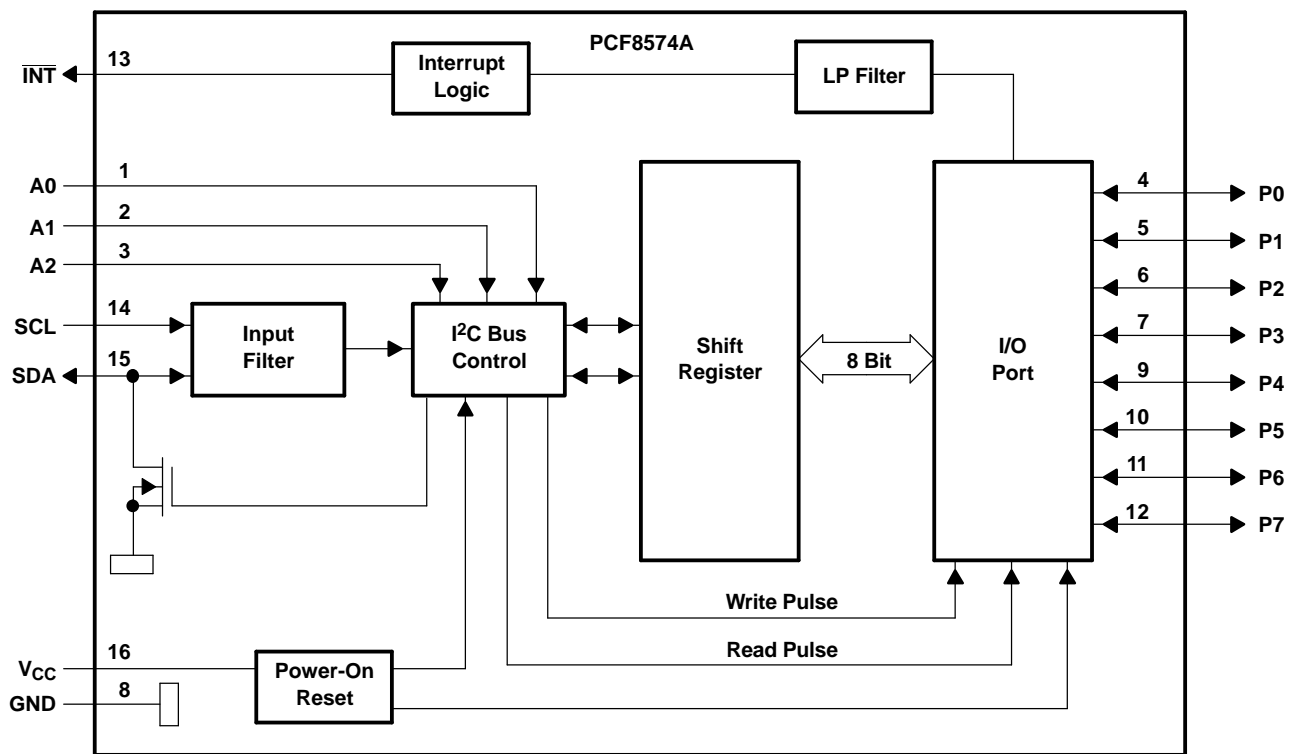 PCF8574A
INT
13
Interrupt
Logic
LP Filter
A0
1
A1
2
A2
3
SCL
14
SDA
15
Input
Filter
I2C Bus
Control
Shift
Register
8 Bit
I/O
Port
4
P0
5
P1
6
P2
7
P3
9
P4
10
P5
11
P6
12
P7
Write Pulse
Read Pulse
VCC
16
GND
8
Power-On
Reset